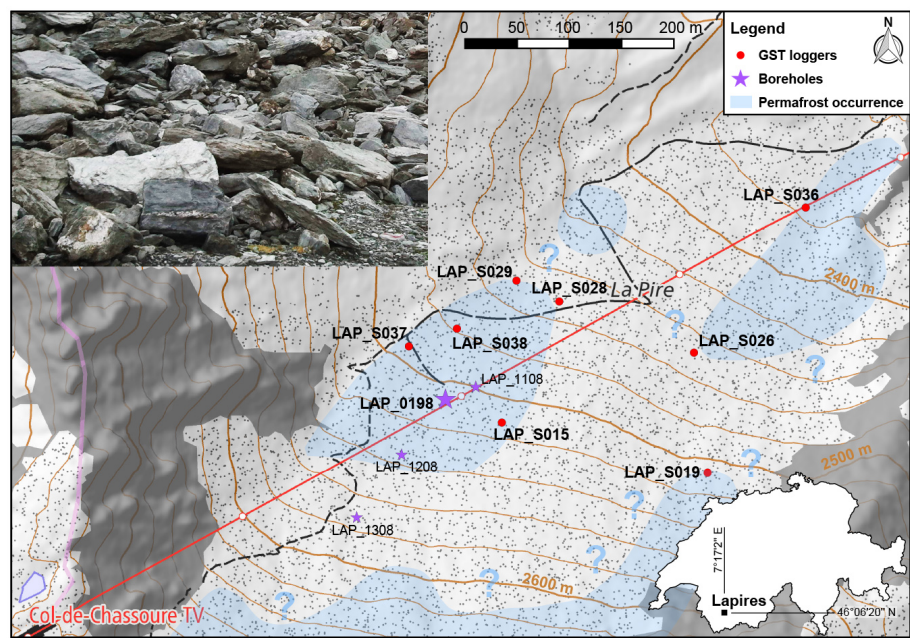 0 50 100 150 200 m
Legend
GST loggers
Boreholes
Permafrost occurrence
N
LAP_S036
LAP_S029
?
LAP_S028
La Pire
2400 m
LAP_S037
LAP_S038
?
LAP_S026
?
LAP_1108
LAP_0198
LAP_S015
LAP_1208
2500 m
LAP_S019
?
?
LAP_1308
?
7°17'2" E
2600 m
?
?
Lapires
46°06'20" N
Col-de-Chassoure TV